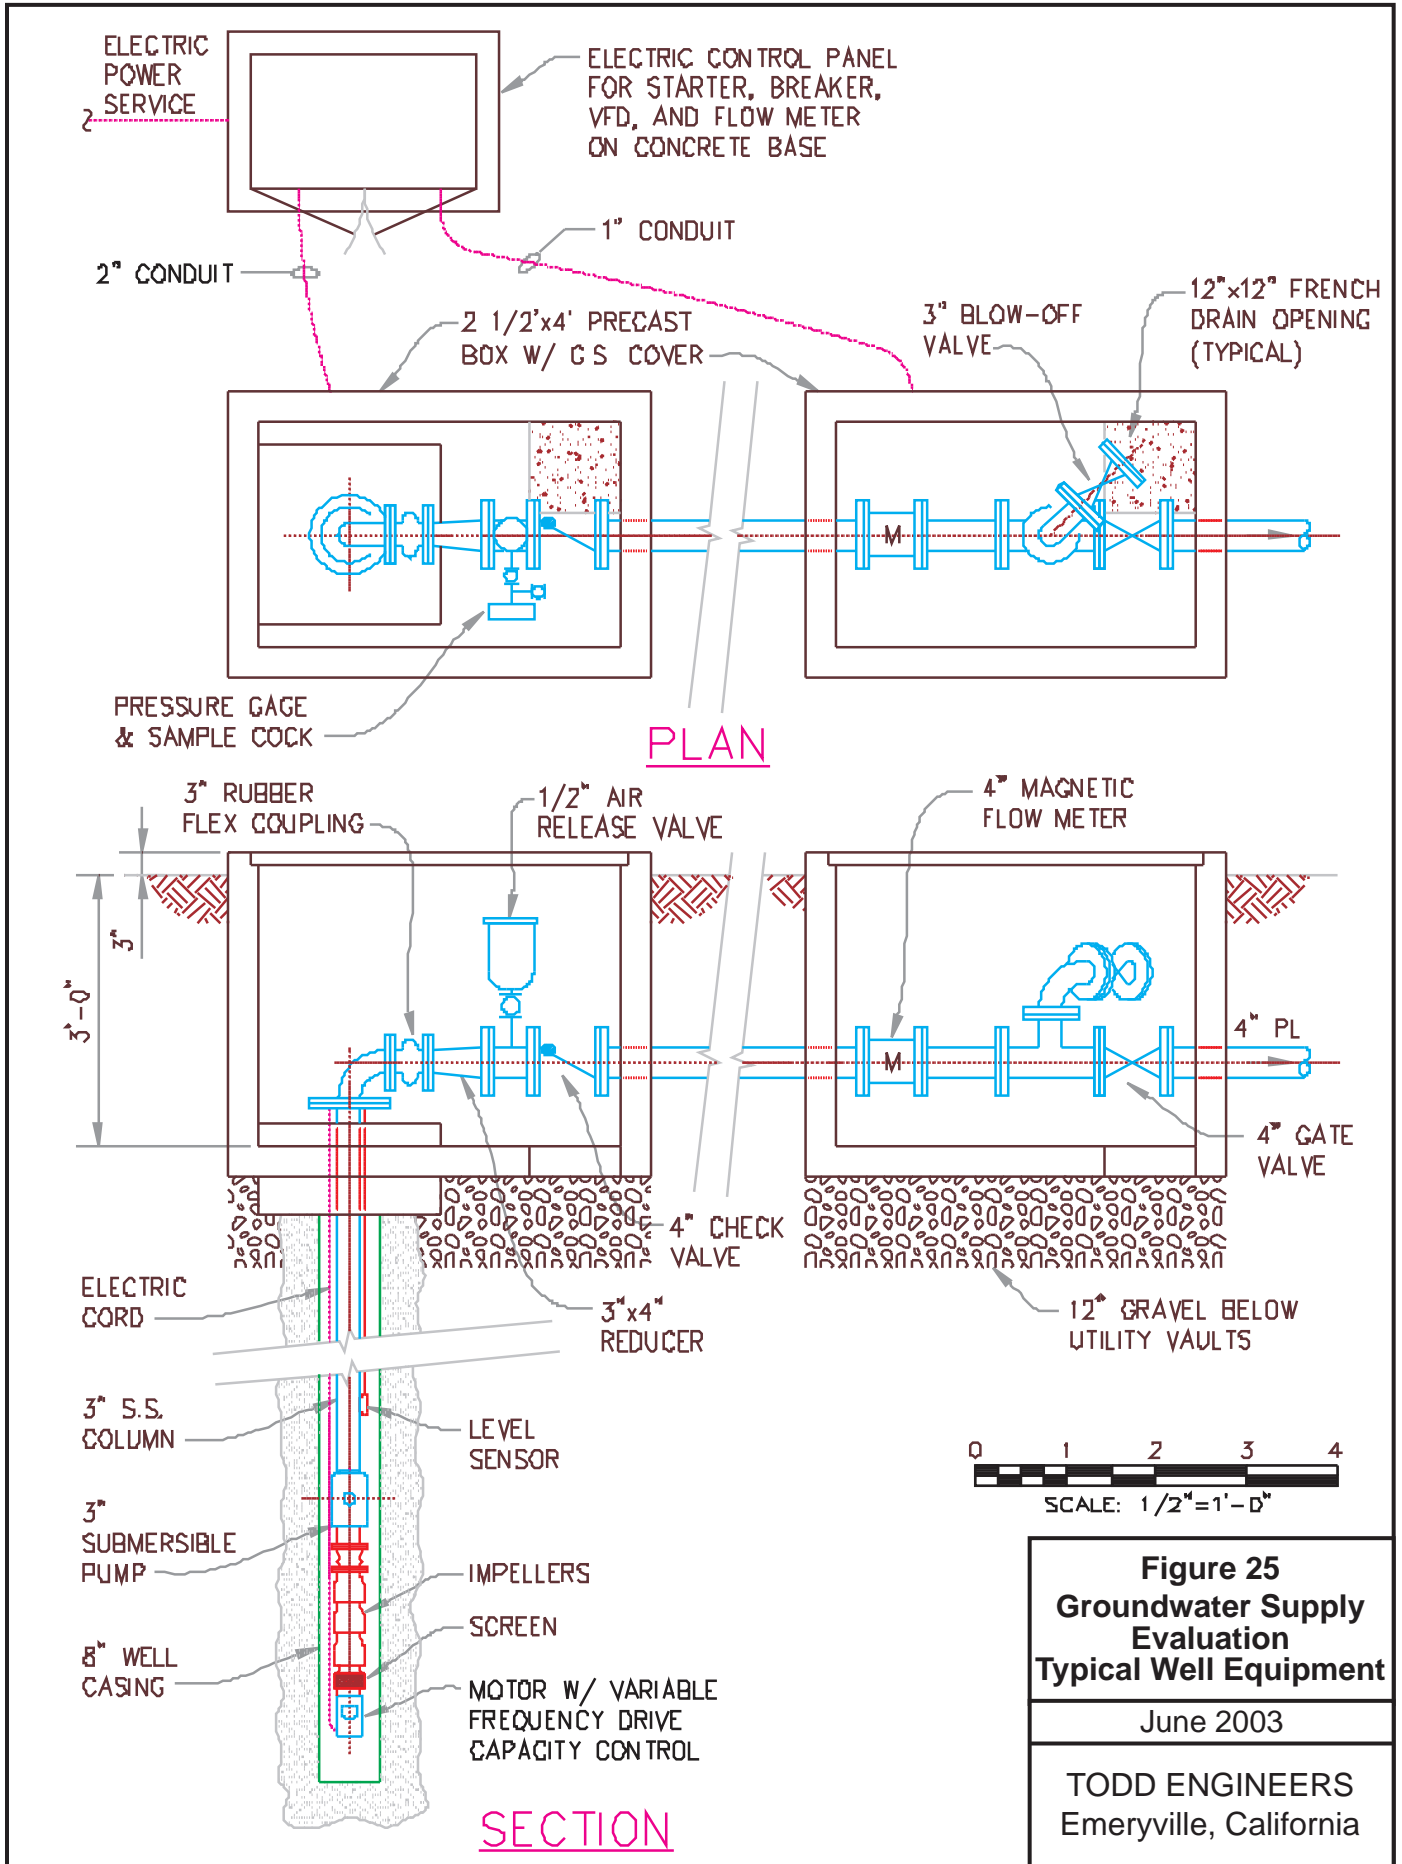 ELECTRIC
POWER
SERVICE
ELECTRIC CONTROL PANEL
FOR STARTER, BREAKER,
VFD, AND FLOW METER
ON CONCRETE BASE
1" CONDUIT
2" CONDUIT
2 1/2'x4' PRECAST
BOX W/ G S COVER
3" BLOW-OFF
VALVE
12"x12" FRENCH
DRAIN OPENING
(TYPICAL)
M
PRESSURE GAGE
& SAMPLE COCK
PLAN
3" RUBBER
FLEX COUPLING
1/2" AIR
RELEASE VALVE
4" MAGNETIC
FLOW METER
3"
3'-0"
M
4" PL
4" GATE
VALVE
4" CHECK
VALVE
ELECTRIC
CORD
3"x4"
REDUCER
12" GRAVEL BELOW
UTILITY VAULTS
3" S.S.
COLUMN
LEVEL
SENSOR
0 1 2 3 4
SCALE: 1/2"=1'-0"
3"
SUBMERSIBLE
PUMP
IMPELLERS
SCREEN
8" WELL
CASING
MOTOR W/ VARIABLE
FREQUENCY DRIVE
CAPACITY CONTROL
SECTION
Figure 25
Groundwater Supply
Evaluation
Typical Well Equipment
June 2003
TODD ENGINEERS
Emeryville, California